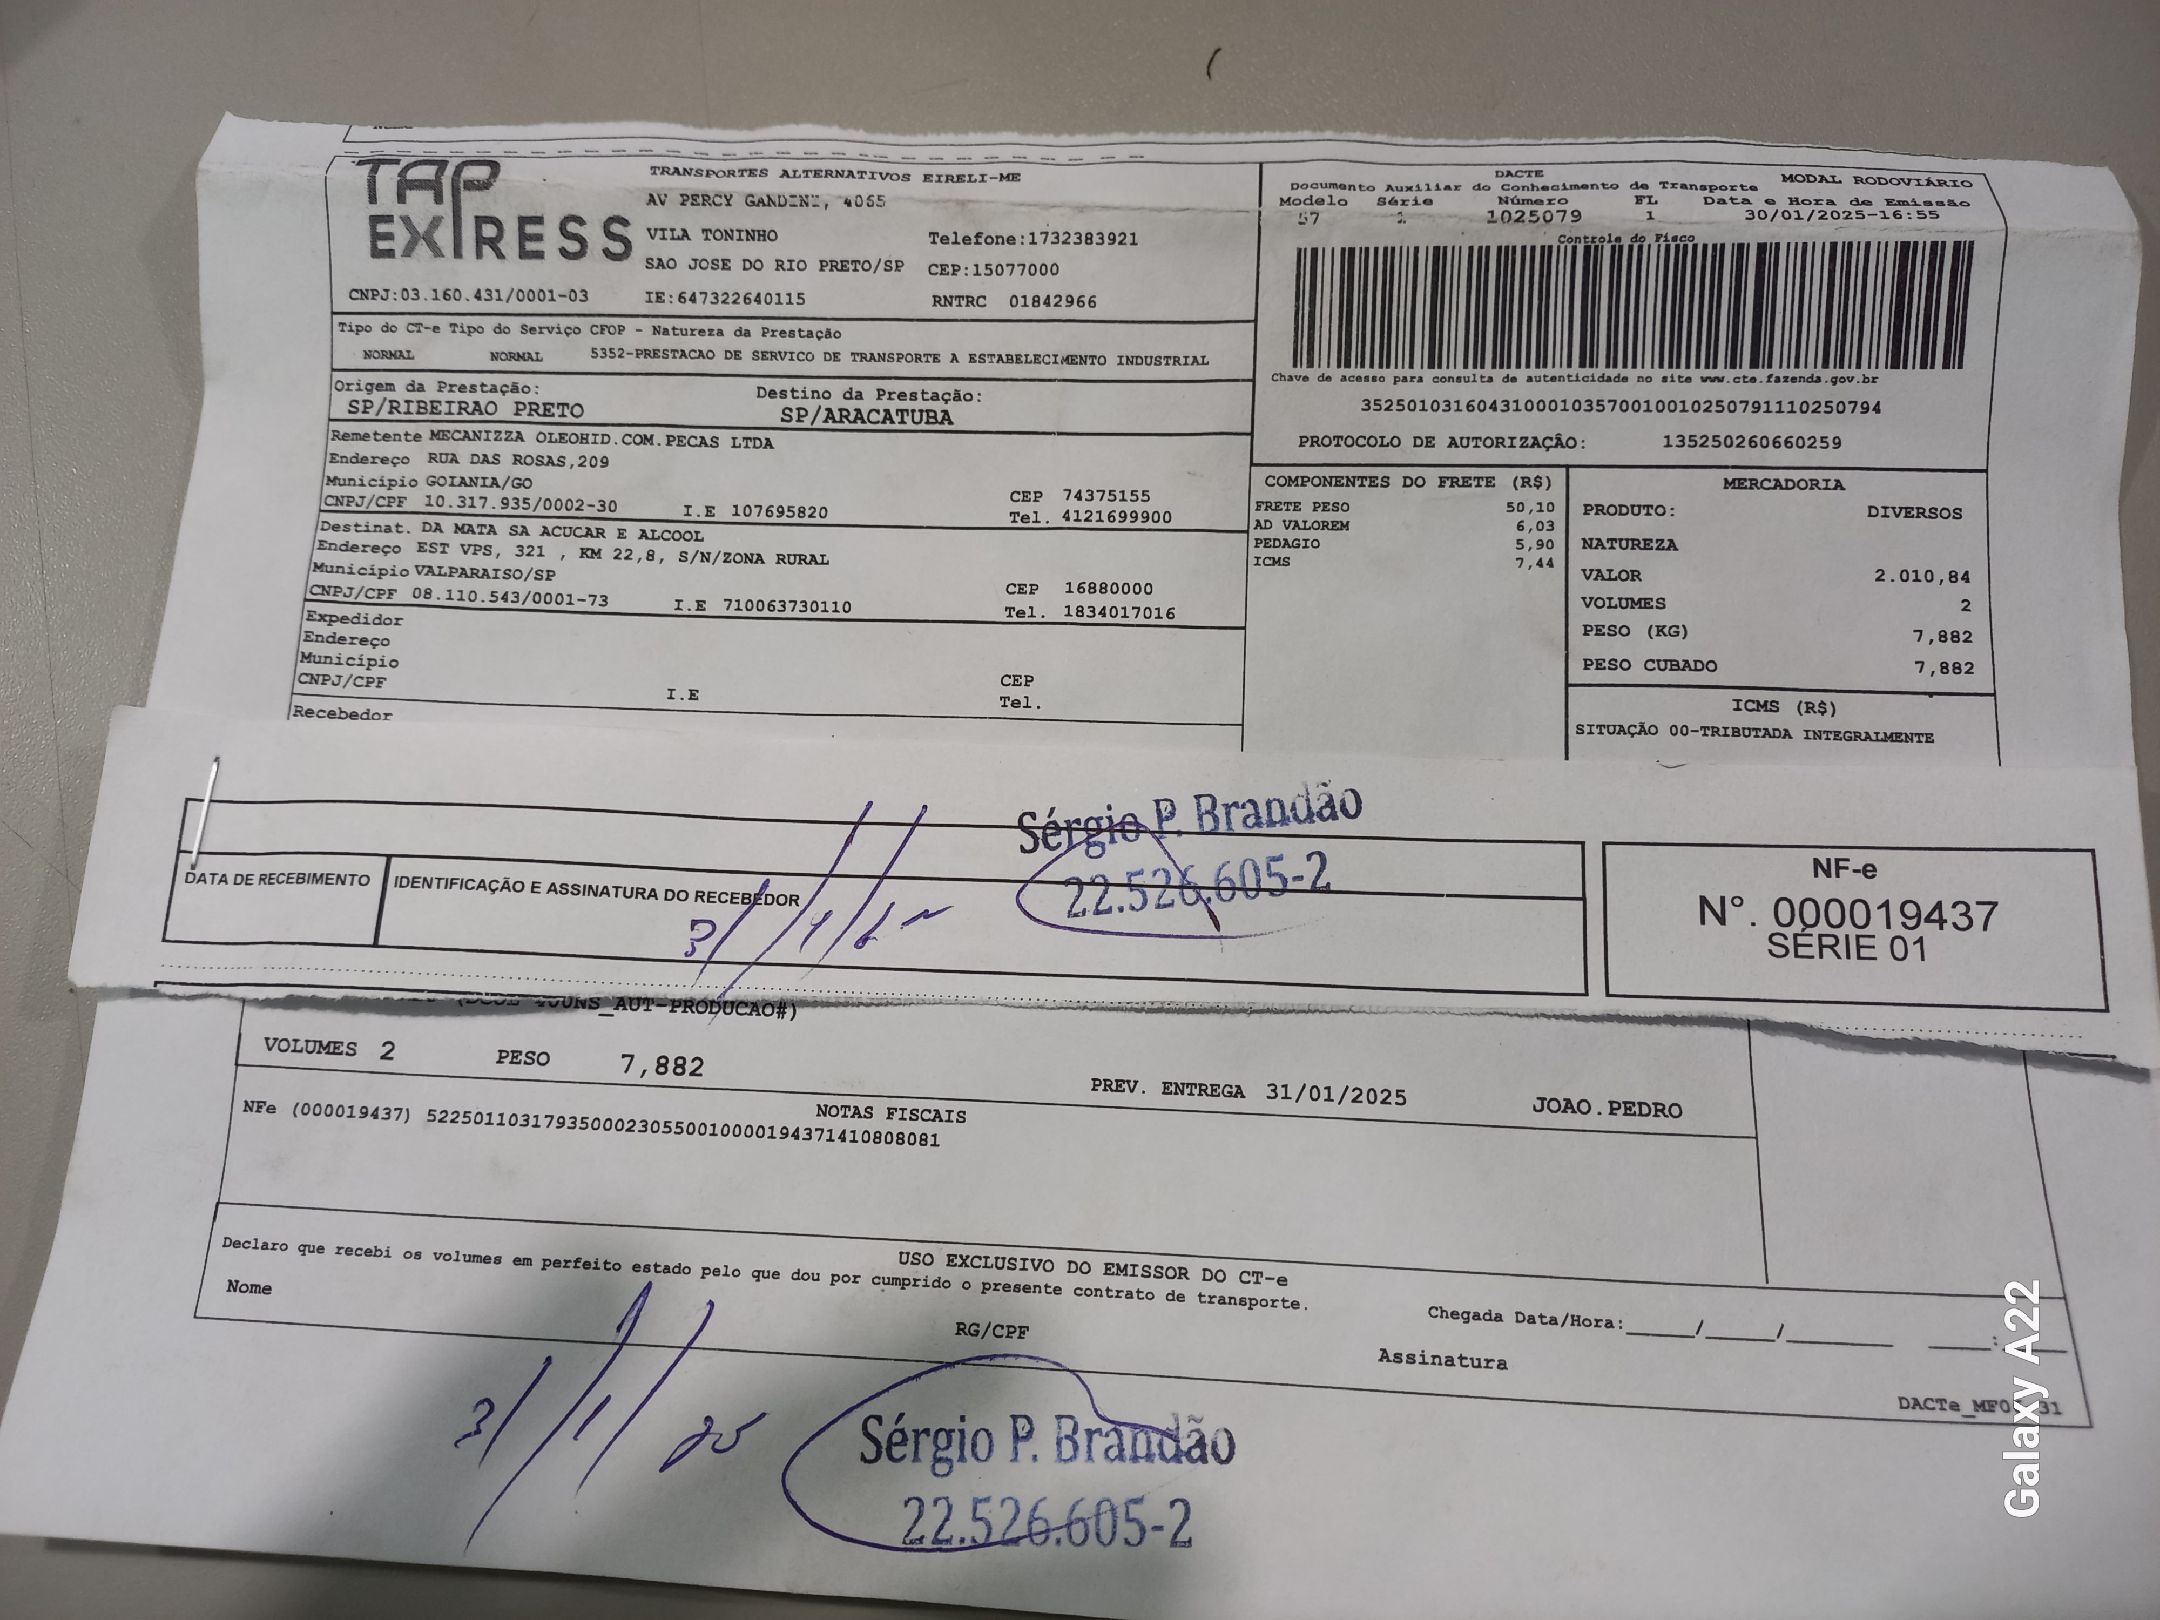 TAP EXPRESS
TRANSPORTES ALTERNATIVOS EIRELI-ME
AV PERCY GANDINI, 4065
VILA TONINHO Telefone:1732383921
SAO JOSE DO RIO PRETO/SP CEP:15077000
CNPJ:03.160.431/0001-03 IE:647322640115 RNTRC 01842966
DACTE MODAL RODOVIÁRIO
Documento Auxiliar do Conhecimento de Transporte
Modelo Série Número FL Data e Hora de Emissão
57 1 1025079 1 30/01/2025-16:55
Controle do Fisco
Chave de acesso para consulta de autenticidade no site www.cte.fazenda.gov.br
35250103160431000103570010010250791110250794
PROTOCOLO DE AUTORIZAÇÂO: 135250260660259
Tipo do CT-e Tipo do Serviço CFOP - Natureza da Prestação
NORMAL NORMAL 5352-PRESTACAO DE SERVICO DE TRANSPORTE A ESTABELECIMENTO INDUSTRIAL
Origem da Prestação: Destino da Prestação:
SP/RIBEIRAO PRETO SP/ARACATUBA
Remetente MECANIZZA OLEOHID.COM.PECAS LTDA
Endereço RUA DAS ROSAS,209
Município GOIANIA/GO CEP 74375155
CNPJ/CPF 10.317.935/0002-30 I.E 107695820 Tel. 4121699900
Destinat. DA MATA SA ACUCAR E ALCOOL
Endereço EST VPS, 321 , KM 22,8, S/N/ZONA RURAL
Município VALPARAISO/SP CEP 16880000
CNPJ/CPF 08.110.543/0001-73 I.E 710063730110 Tel. 1834017016
Expedidor
Endereço
Município CEP
CNPJ/CPF I.E Tel.
Recebedor
COMPONENTES DO FRETE (R$)
FRETE PESO 50,10
AD VALOREM 6,03
PEDAGIO 5,90
ICMS 7,44
MERCADORIA
PRODUTO: DIVERSOS
NATUREZA
VALOR 2.010,84
VOLUMES 2
PESO (KG) 7,882
PESO CUBADO 7,882
ICMS (R$)
SITUAÇÃO 00-TRIBUTADA INTEGRALMENTE
Sérgio P. Brandão
22.526.605-2
DATA DE RECEBIMENTO IDENTIFICAÇÃO E ASSINATURA DO RECEBEDOR
NF-e
N°. 000019437
SÉRIE 01
AUT-PRODUCAO#)
VOLUMES 2 PESO 7,882 PREV. ENTREGA 31/01/2025 JOAO.PEDRO
NOTAS FISCAIS
NFe (000019437) 52250110317935000230550010000194371410808081
USO EXCLUSIVO DO EMISSOR DO CT-e
Declaro que recebi os volumes em perfeito estado pelo que dou por cumprido o presente contrato de transporte.
Nome RG/CPF Chegada Data/Hora:_____/_____/_______ ____:____
Assinatura
31/1/25
Sérgio P. Brandão
22.526.605-2
Galaxy A22